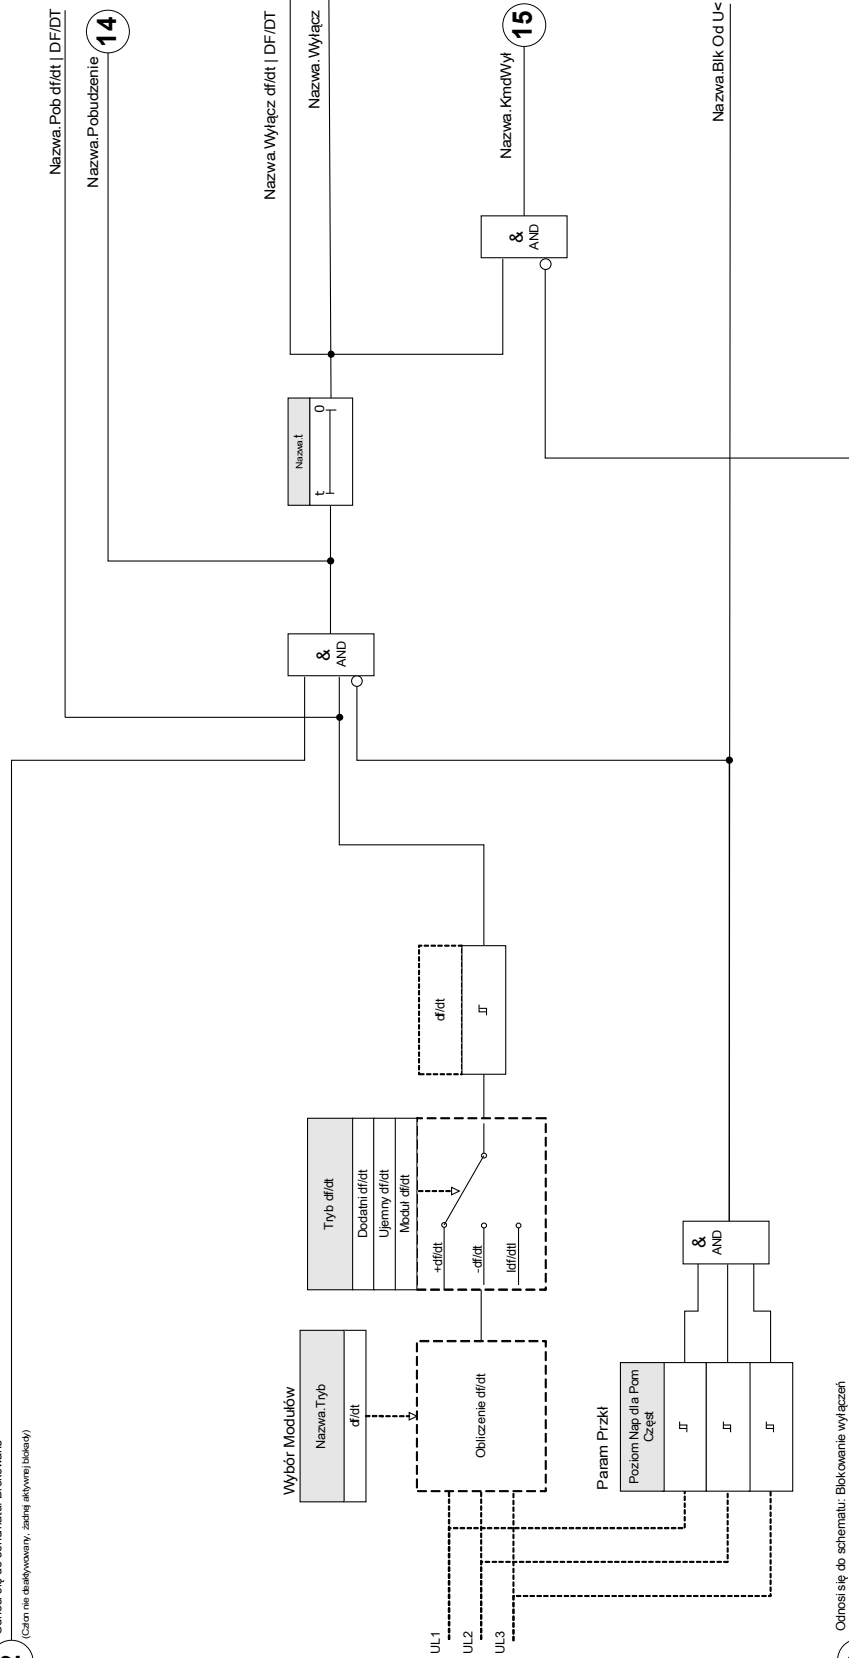 Nazwa.Pob df/dt | DF/DT
14
Nazwa.Pobudzenie
Nazwa.Wyłącz df/dt | DF/DT
Nazwa.Wyłącz
15
Nazwa.KmdWył
Nazwa.Blk Od U<
&
AND
Nazwa.t
t
0
&
AND
df/dt
Tryb df/dt
Dodatni df/dt
Ujemny df/dt
Moduł df/dt
+df/dt
-df/dt
|df/dt|
&
AND
Wybór Modułów
Nazwa.Tryb
df/dt
Obliczenie df/dt
Param Przkł
Poziom Nap dla Pom
Częst
UL1
UL2
UL3
(Człon nie deaktywowany, żadnej aktywnej blokady)
Odnosi się do schematu: Blokowanie wyłączeń